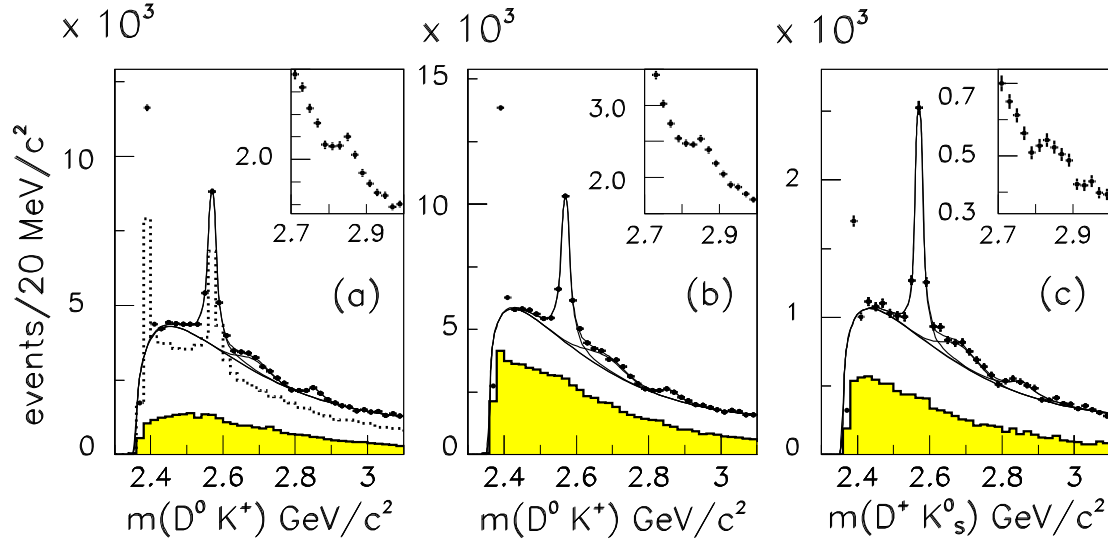 x 10³ x 10³ x 10³
events/20 MeV/c²
10
5
0
2.0
2.7 2.9
(a)
2.4 2.6 2.8 3
m(D⁰ K⁺) GeV/c²
15
10
5
0
3.0
2.0
2.7 2.9
(b)
2.4 2.6 2.8 3
m(D⁰ K⁺) GeV/c²
2
1
0
0.7
0.5
0.3
2.7 2.9
(c)
2.4 2.6 2.8 3
m(D⁺ K⁰s) GeV/c²